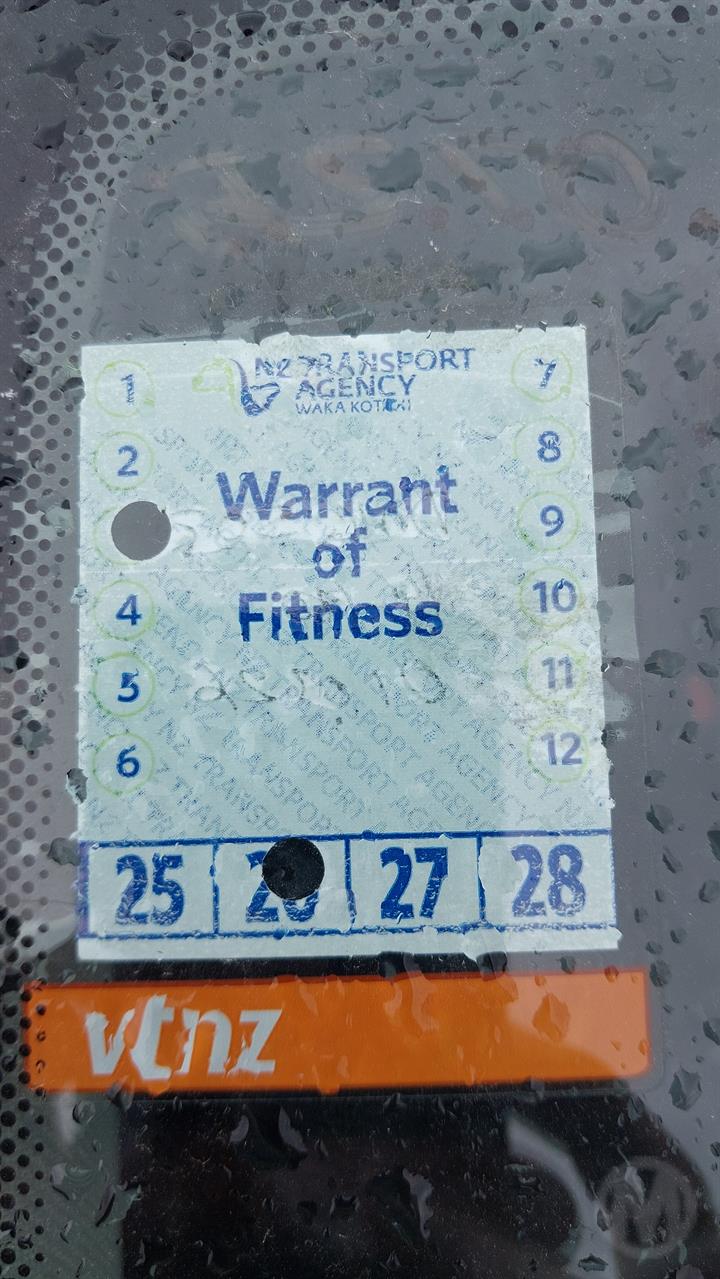 NZ TRANSPORT
AGENCY
WAKA KOTAHI
Warrant
of
Fitness
1
2
4
5
6
7
8
9
10
11
12
25 26 27 28
vtnz
M